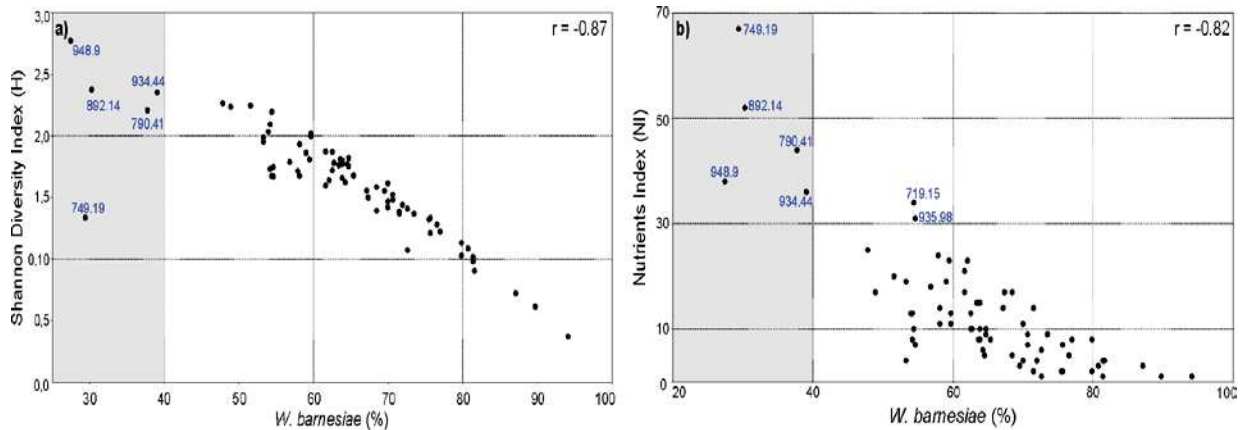 a)
r = -0.87
Shannon Diversity Index (H)
3,0
2,5
2,0
1,5
0,10
0,5
0,0
948.9
892.14
934.44
790.41
749.19
30 40 50 60 70 80 90 100
W. barnesiae (%)
b)
r = -0.82
Nutrients Index (NI)
70
50
30
10
0
749.19
892.14
790.41
948.9
934.44
719.15
935.98
20 40 60 80 100
W. barnesiae (%)